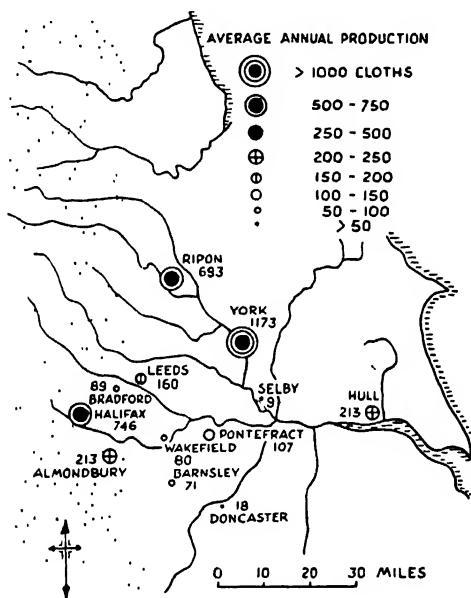 AVERAGE ANNUAL PRODUCTION
> 1000 CLOTHS
500 - 750
250 - 500
200 - 250
150 - 200
100 - 150
50 - 100
> 50
RIPON
693
YORK
1173
LEEDS
160
SELBY
9
HULL
213
89
BRADFORD
HALIFAX
746
PONTEFRACT
107
WAKEFIELD
80
213
ALMONDBURY
BARNSLEY
71
18
DONCASTER
0 10 20 30 MILES